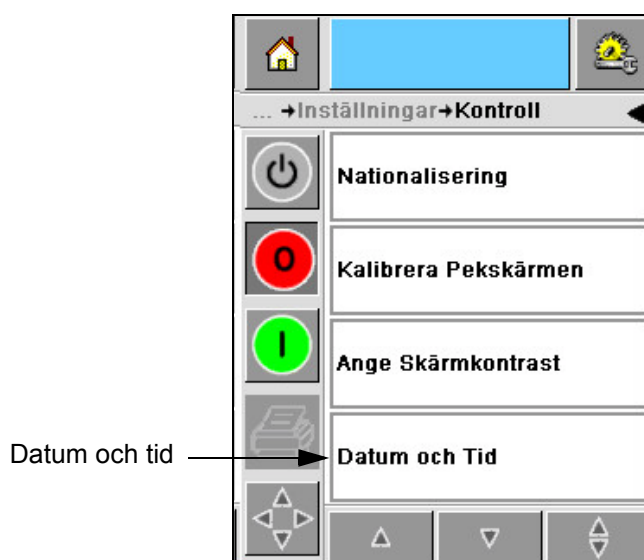 ... →Inställningar→Kontroll
Nationalisering
O
Kalibrera Pekskärmen
I
Ange Skärmkontrast
Datum och tid
Datum och Tid